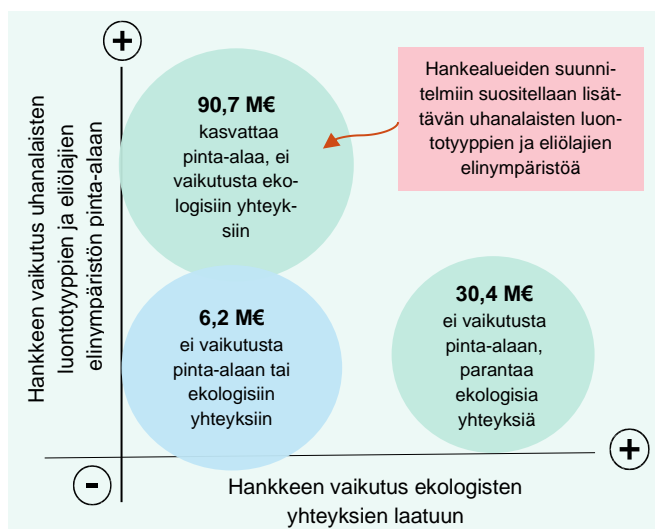 +
Hankkeen vaikutus uhanalaisten
luontotyyppien ja eliölajien
elinympäristön pinta-alaan
90,7 M€
kasvattaa
pinta-alaa, ei
vaikutusta eko-
logisiin yhteyk-
siin
Hankealueiden suunni-
telmiin suositellaan lisät-
tävän uhanalaisten luon-
totyyppien ja eliölajien
elinympäristöä
6,2 M€
ei vaikutusta
pinta-alaan tai
ekologisiin
yhteyksiin
30,4 M€
ei vaikutusta
pinta-alaan,
parantaa
ekologisia
yhteyksiä
+
-
Hankkeen vaikutus ekologisten
yhteyksien laatuun